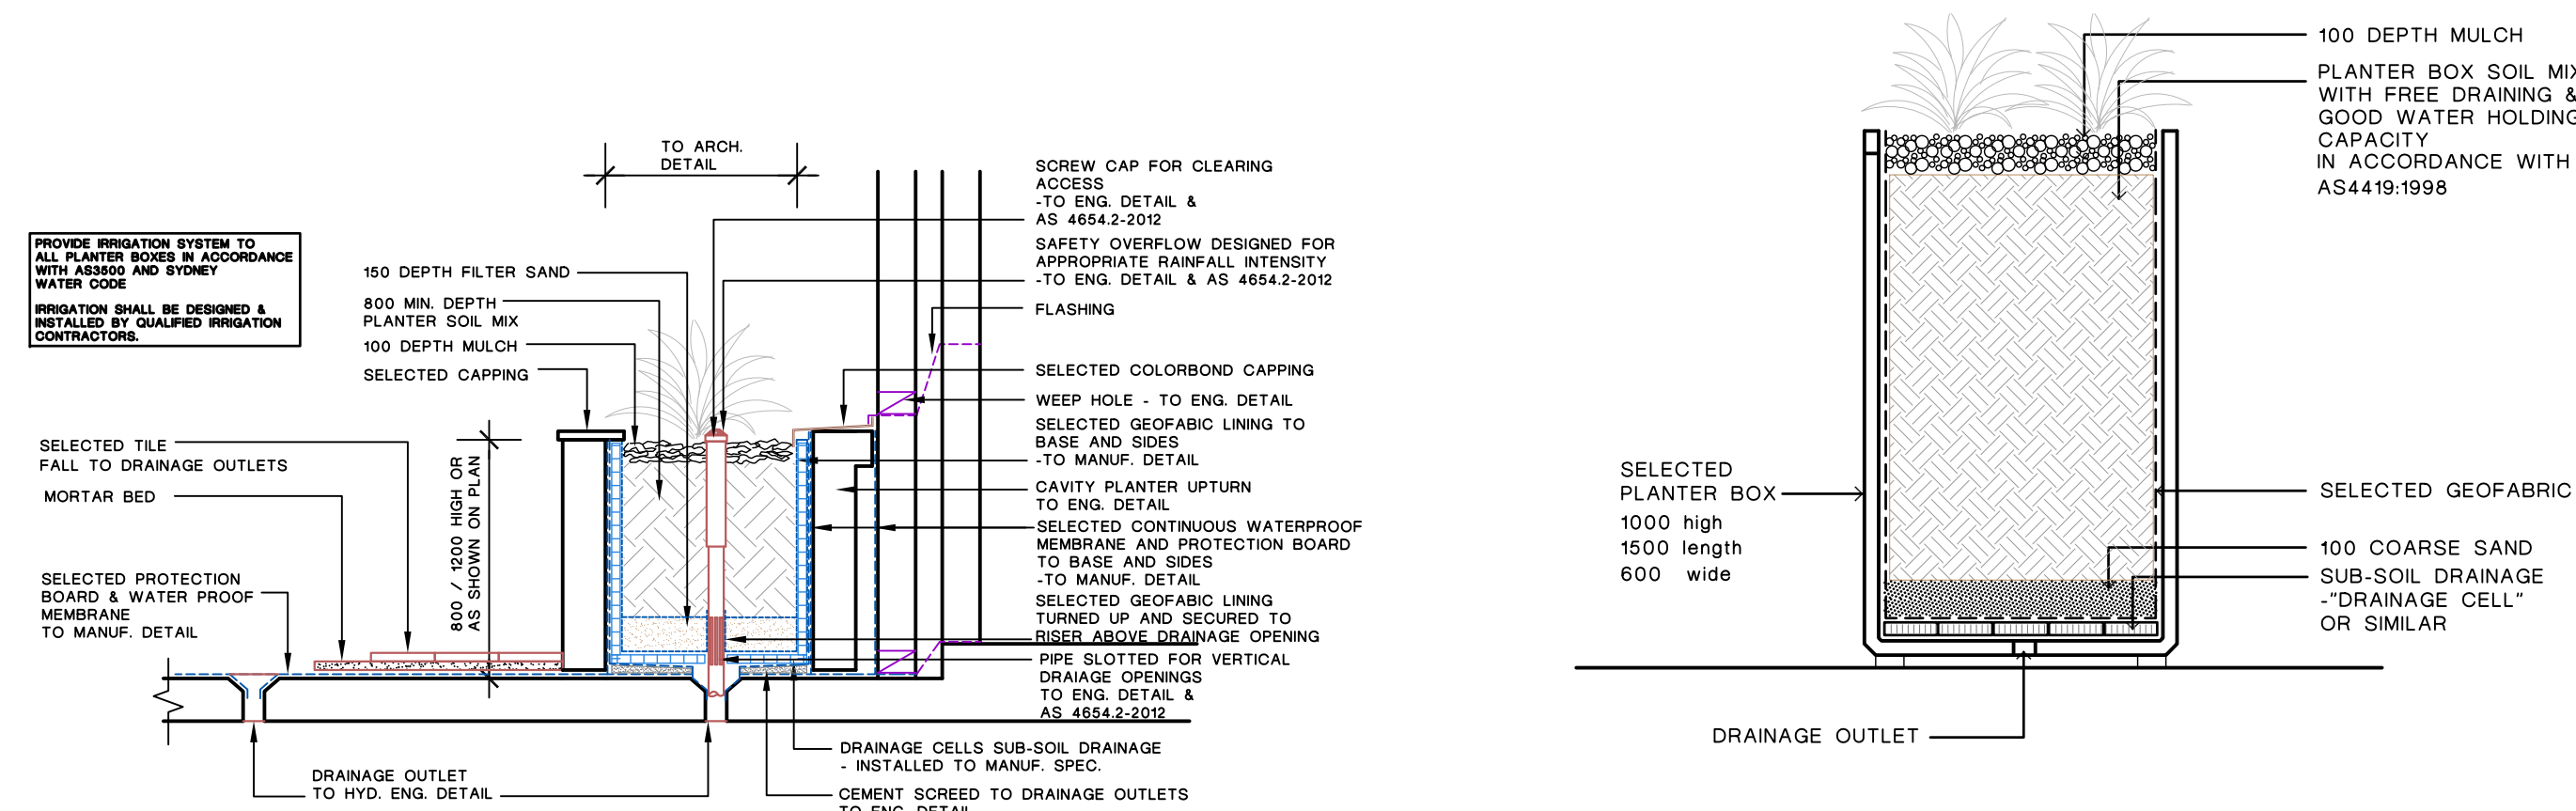 PROVIDE IRRIGATION SYSTEM TO
ALL PLANTER BOXES IN ACCORDANCE
WITH AS3500 AND SYDNEY
WATER CODE
IRRIGATION SHALL BE DESIGNED &
INSTALLED BY QUALIFIED IRRIGATION
CONTRACTORS.
TO ARCH.
DETAIL
150 DEPTH FILTER SAND
800 MIN. DEPTH
PLANTER SOIL MIX
100 DEPTH MULCH
SELECTED CAPPING
SELECTED TILE
FALL TO DRAINAGE OUTLETS
MORTAR BED
SELECTED PROTECTION
BOARD & WATER PROOF
MEMBRANE
TO MANUF. DETAIL
800 / 1200 HIGH OR
AS SHOWN ON PLAN
DRAINAGE OUTLET
TO HYD. ENG. DETAIL
SCREW CAP FOR CLEARING
ACCESS
-TO ENG. DETAIL &
AS 4654.2-2012
SAFETY OVERFLOW DESIGNED FOR
APPROPRIATE RAINFALL INTENSITY
-TO ENG. DETAIL & AS 4654.2-2012
FLASHING
SELECTED COLORBOND CAPPING
WEEP HOLE - TO ENG. DETAIL
SELECTED GEOFABIC LINING TO
BASE AND SIDES
-TO MANUF. DETAIL
CAVITY PLANTER UPTURN
TO ENG. DETAIL
SELECTED CONTINUOUS WATERPROOF
MEMBRANE AND PROTECTION BOARD
TO BASE AND SIDES
-TO MANUF. DETAIL
SELECTED GEOFABIC LINING
TURNED UP AND SECURED TO
RISER ABOVE DRAINAGE OPENING
PIPE SLOTTED FOR VERTICAL
DRAIAGE OPENINGS
TO ENG. DETAIL &
AS 4654.2-2012
DRAINAGE CELLS SUB-SOIL DRAINAGE
- INSTALLED TO MANUF. SPEC.
CEMENT SCREED TO DRAINAGE OUTLETS
TO ENG. DETAIL
100 DEPTH MULCH
PLANTER BOX SOIL MIX
WITH FREE DRAINING &
GOOD WATER HOLDING
CAPACITY
IN ACCORDANCE WITH
AS4419:1998
SELECTED
PLANTER BOX
1000 high
1500 length
600 wide
SELECTED GEOFABRIC
100 COARSE SAND
SUB-SOIL DRAINAGE
-"DRAINAGE CELL"
OR SIMILAR
DRAINAGE OUTLET